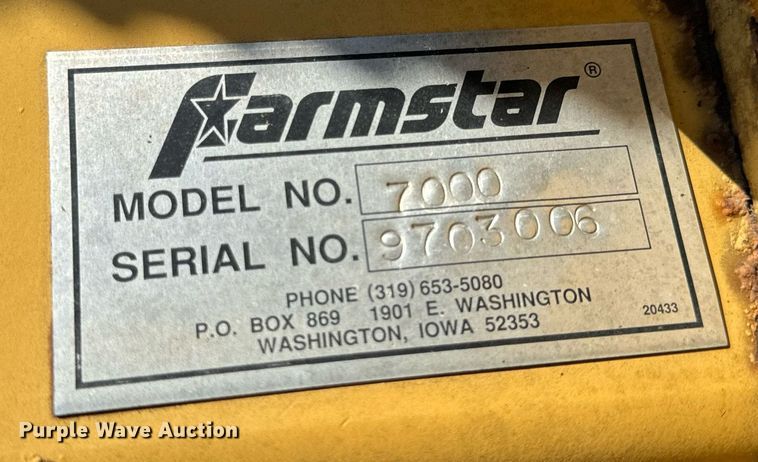 Farmstar®
MODEL NO. 7000
SERIAL NO. 9703006
PHONE (319) 653-5080
P.O. BOX 869 1901 E. WASHINGTON
WASHINGTON, IOWA 52353
20433
Purple Wave Auction